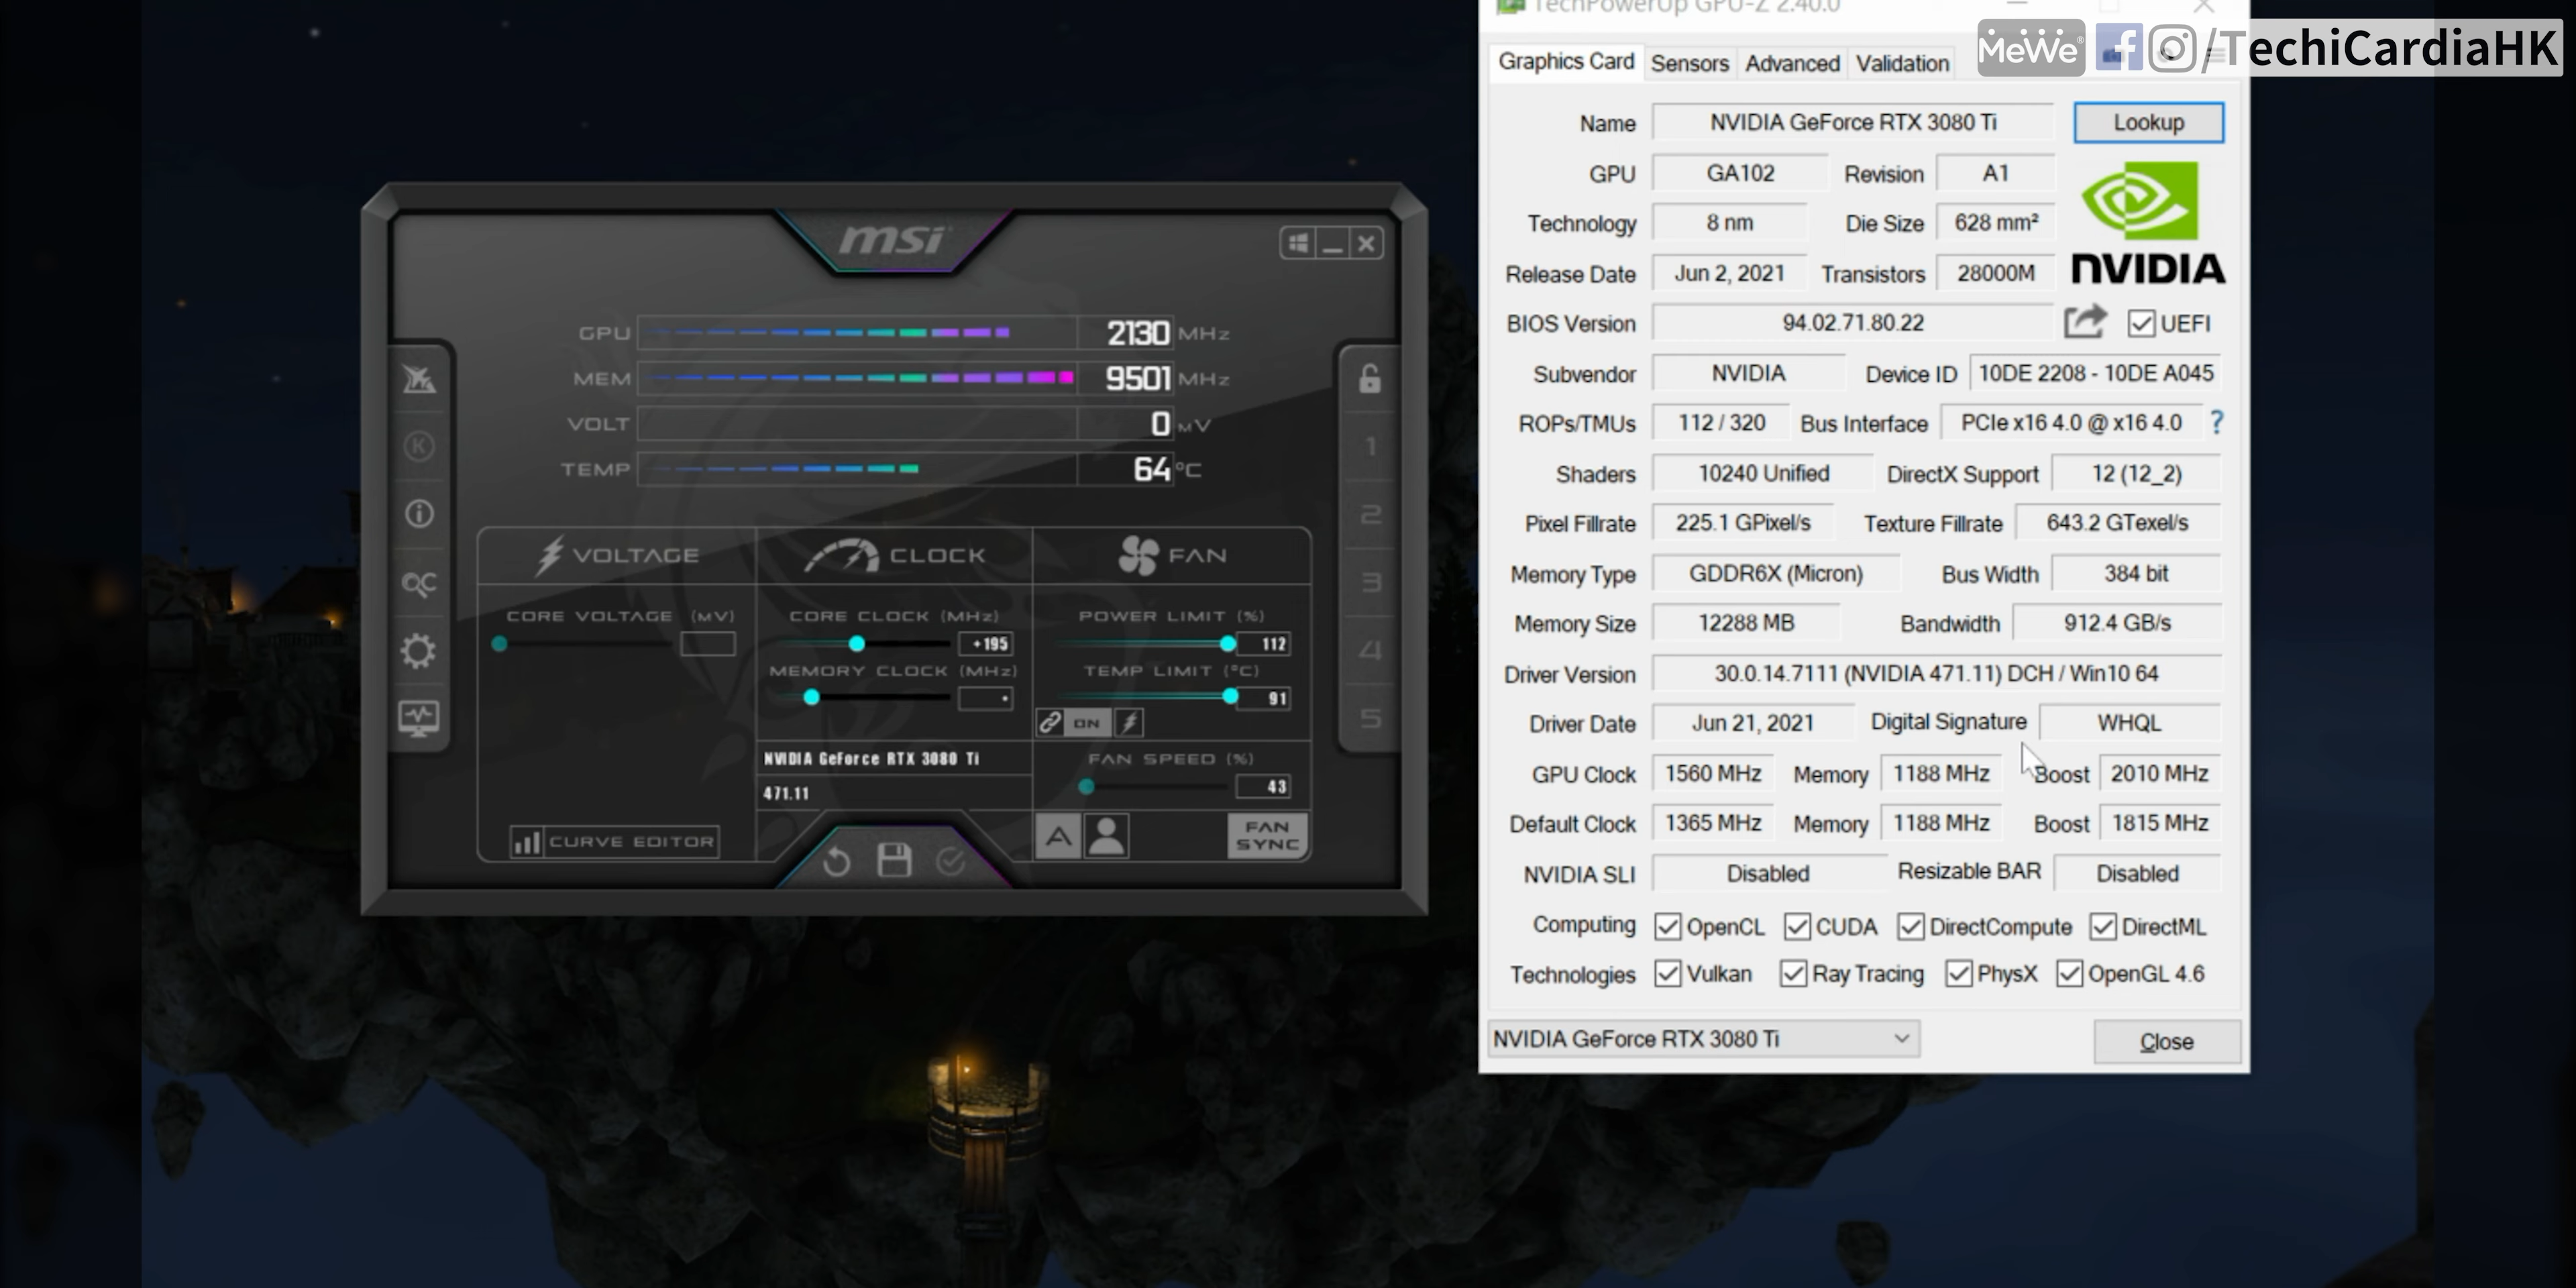 TechPowerUp GPU-Z 2.40.0
MeWe /TechiCardiaHK
Graphics Card Sensors Advanced Validation
Name NVIDIA GeForce RTX 3080 Ti Lookup
GPU GA102 Revision A1
Technology 8 nm Die Size 628 mm²
Release Date Jun 2, 2021 Transistors 28000M
NVIDIA
BIOS Version 94.02.71.80.22 UEFI
Subvendor NVIDIA Device ID 10DE 2208 - 10DE A045
ROPs/TMUs 112 / 320 Bus Interface PCIe x16 4.0 @ x16 4.0 ?
Shaders 10240 Unified DirectX Support 12 (12_2)
Pixel Fillrate 225.1 GPixel/s Texture Fillrate 643.2 GTexel/s
Memory Type GDDR6X (Micron) Bus Width 384 bit
Memory Size 12288 MB Bandwidth 912.4 GB/s
Driver Version 30.0.14.7111 (NVIDIA 471.11) DCH / Win10 64
Driver Date Jun 21, 2021 Digital Signature WHQL
GPU Clock 1560 MHz Memory 1188 MHz Boost 2010 MHz
Default Clock 1365 MHz Memory 1188 MHz Boost 1815 MHz
NVIDIA SLI Disabled Resizable BAR Disabled
Computing OpenCL CUDA DirectCompute DirectML
Technologies Vulkan Ray Tracing PhysX OpenGL 4.6
NVIDIA GeForce RTX 3080 Ti Close
msi
GPU 2130 MHz
MEM 9501 MHz
VOLT 0 MV
TEMP 64 °C
K
OC
1
2
3
4
5
VOLTAGE CLOCK FAN
CORE VOLTAGE (MV) CORE CLOCK (MHz) POWER LIMIT (%)
+195 112
MEMORY CLOCK (MHz) TEMP LIMIT (°C)
91
ON
NVIDIA GeForce RTX 3080 Ti FAN SPEED (%)
471.11 43
CURVE EDITOR A FAN SYNC